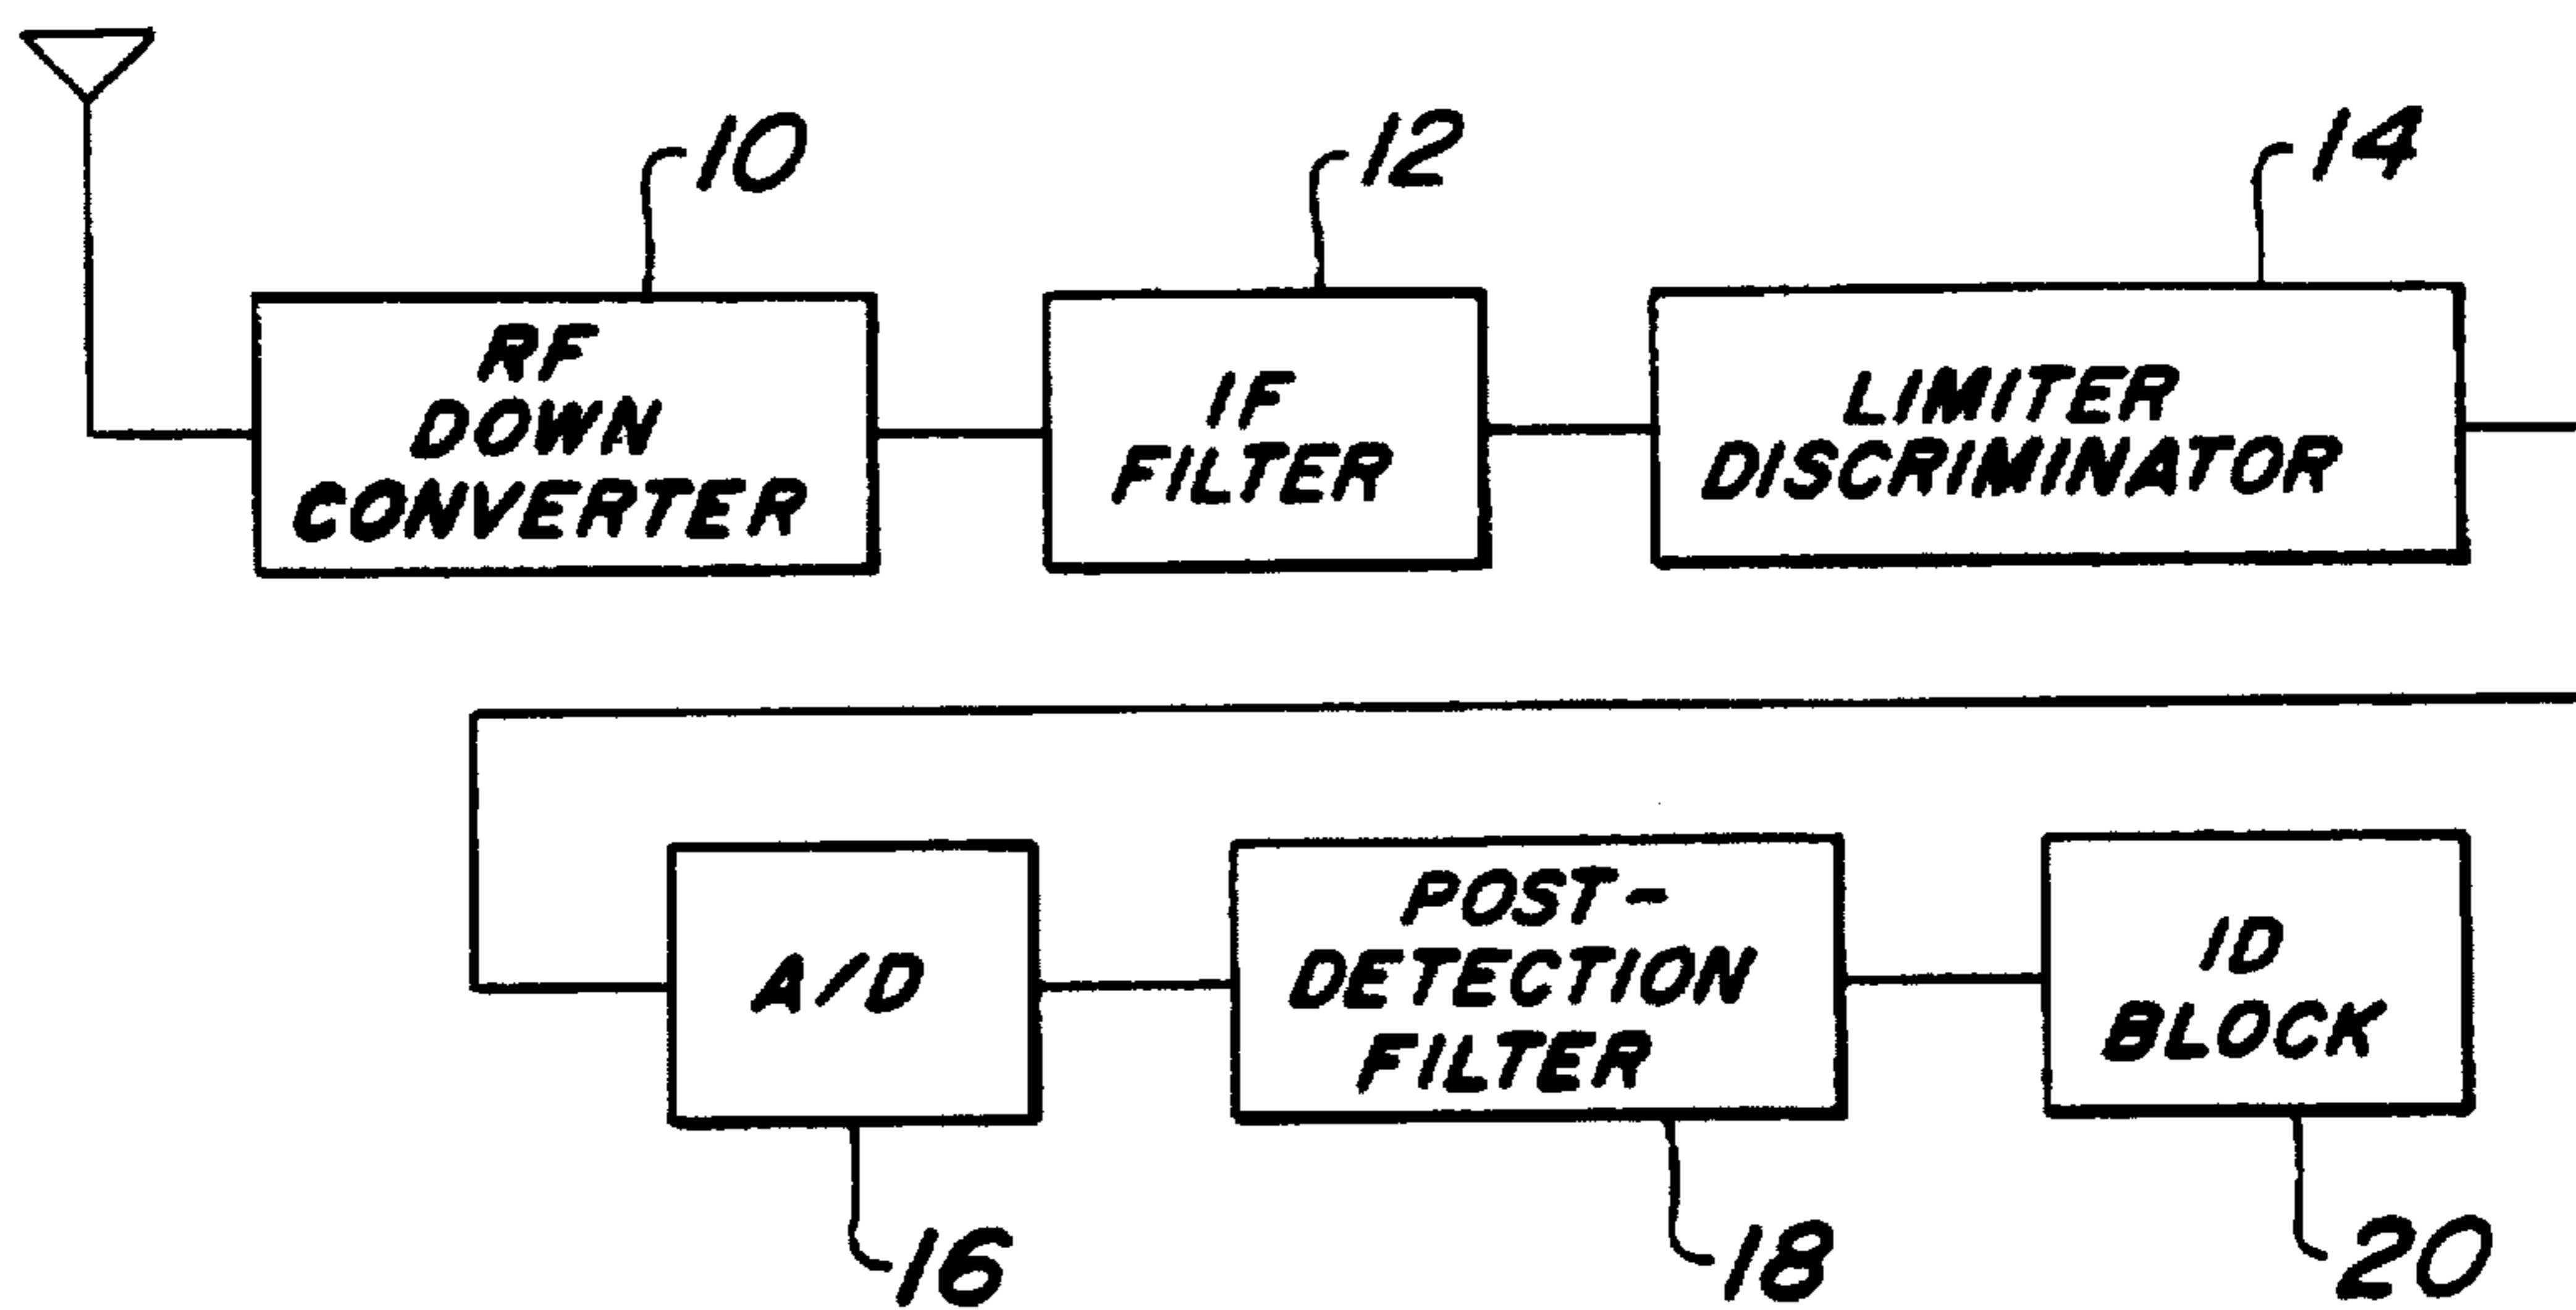 10
12
14
RF
DOWN
CONVERTER
IF
FILTER
LIMITER
DISCRIMINATOR
A/D
POST-
DETECTION
FILTER
ID
BLOCK
16
18
20